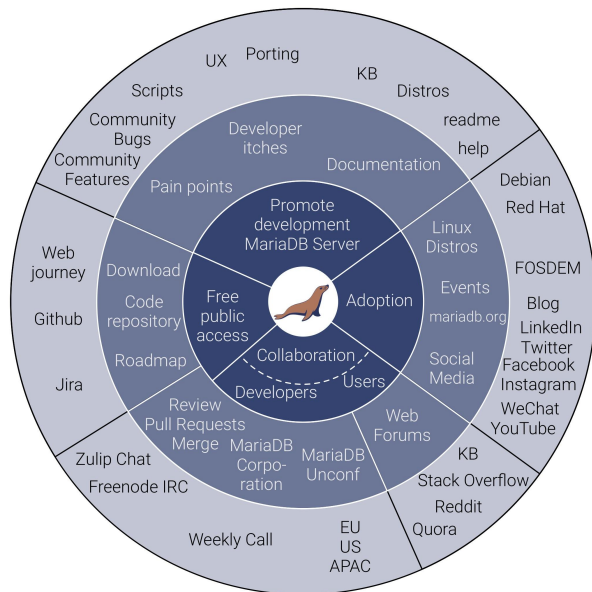 UX
Porting
KB
Scripts
Distros
Community
Bugs
readme
Community
Features
help
Developer
itches
Documentation
Pain points
Promote
development
MariaDB Server
Debian
Red Hat
Linux
Distros
FOSDEM
Events
Blog
mariadb.org
LinkedIn
Twitter
Facebook
Social
Media
Instagram
WeChat
YouTube
Adoption
Web
journey
Download
Github
Code
repository
Free
public
access
Roadmap
Jira
Collaboration
Developers
Users
Review
Pull Requests
Merge
MariaDB
Corpo-
ration
MariaDB
Unconf
Web
Forums
Zulip Chat
Freenode IRC
Weekly Call
EU
US
APAC
KB
Stack Overflow
Reddit
Quora